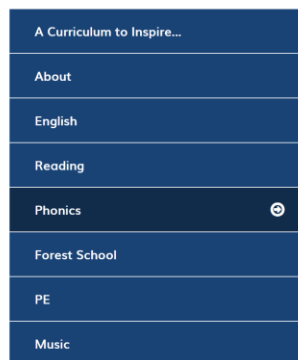 A Curriculum to Inspire...
About
English
Reading
Phonics
Forest School
PE
Music